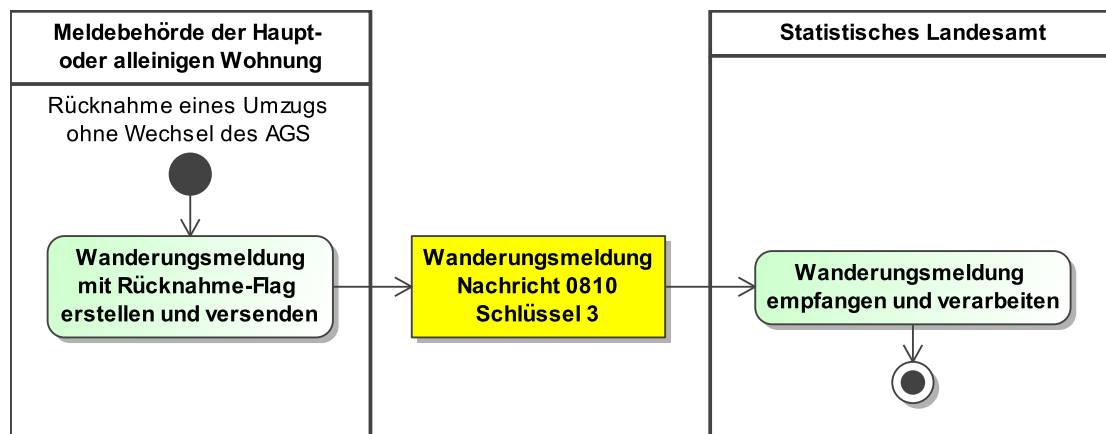 Meldebehörde der Haupt-
oder alleinigen Wohnung
Rücknahme eines Umzugs
ohne Wechsel des AGS
Wanderungsmeldung
mit Rücknahme-Flag
erstellen und versenden
Wanderungsmeldung
Nachricht 0810
Schlüssel 3
Statistisches Landesamt
Wanderungsmeldung
empfangen und verarbeiten